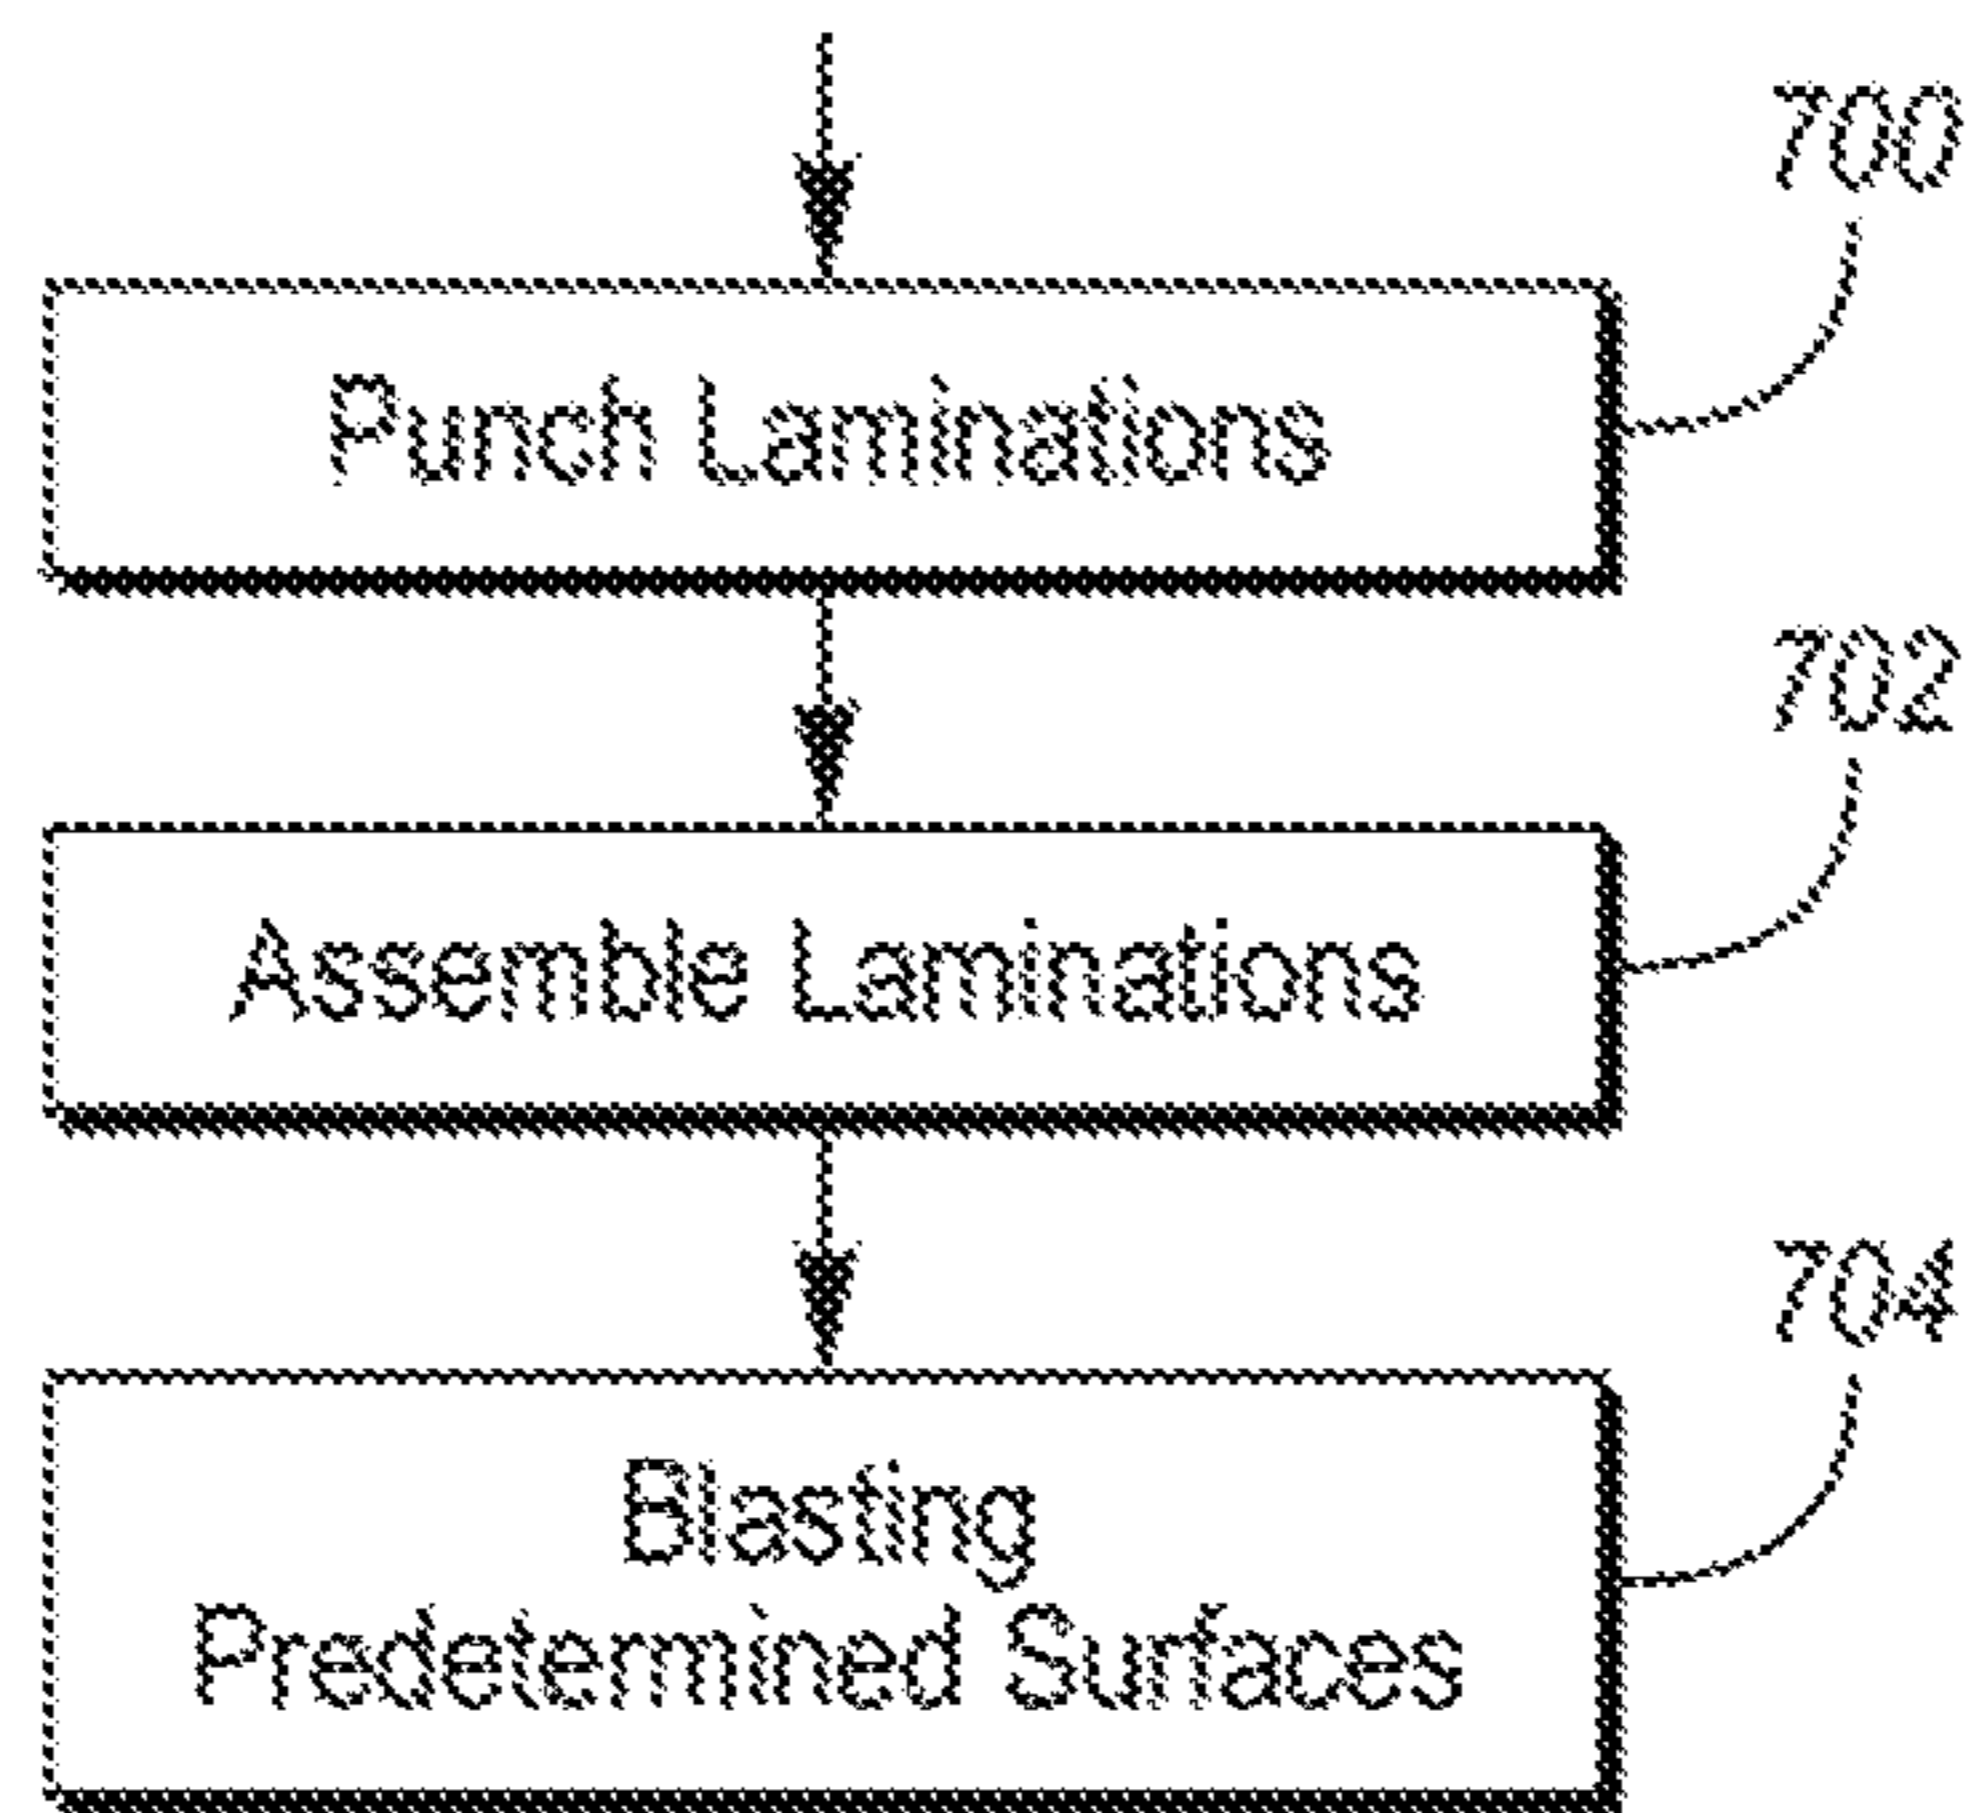 700
Punch Laminations
702
Assemble Laminations
704
Blasting
Predetermined Surfaces